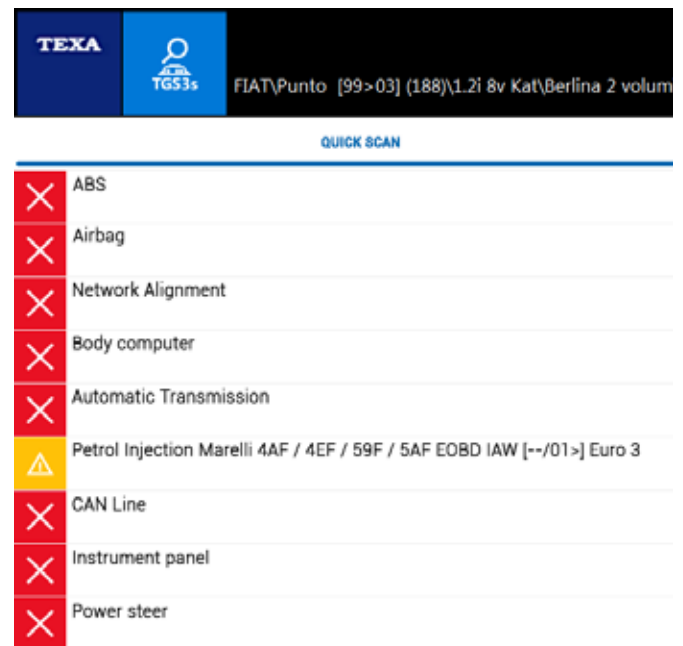 TEXA
TGS3s
FIAT\Punto [99>03] (188)\1.2i 8v Kat\Berlina 2 volum
QUICK SCAN
ABS
Airbag
Network Alignment
Body computer
Automatic Transmission
Petrol Injection Marelli 4AF / 4EF / 59F / 5AF EOBD IAW [--/01>] Euro 3
CAN Line
Instrument panel
Power steer